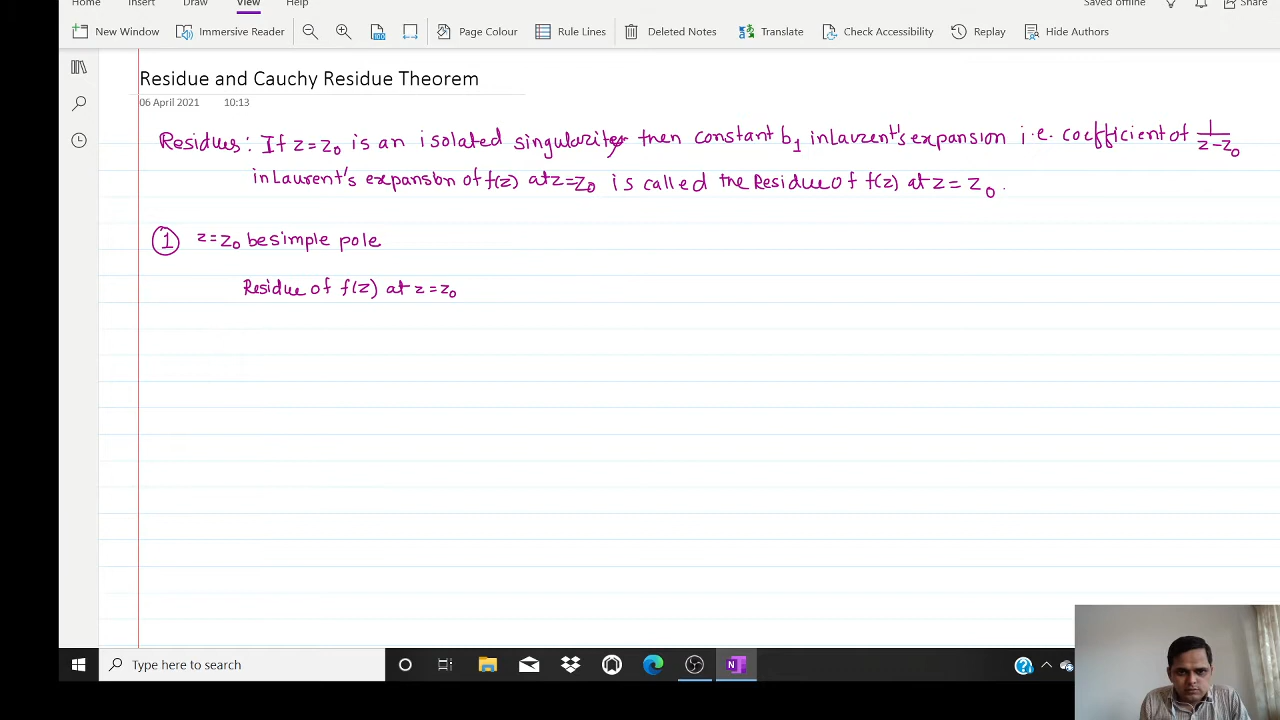 Home Insert Draw View Help Saved offline Share
New Window Immersive Reader Page Colour Rule Lines Deleted Notes Translate Check Accessibility Replay Hide Authors
Residue and Cauchy Residue Theorem
06 April 2021 10:13
Residues: If z=z₀ is an isolated singularity then constant b₁ in Laurent's expansion i.e. coefficient of 1/(z-z₀)
in Laurent's expansion of f(z) at z=z₀ is called the Residue of f(z) at z=z₀.
① z=z₀ be simple pole
Residue of f(z) at z=z₀
Type here to search